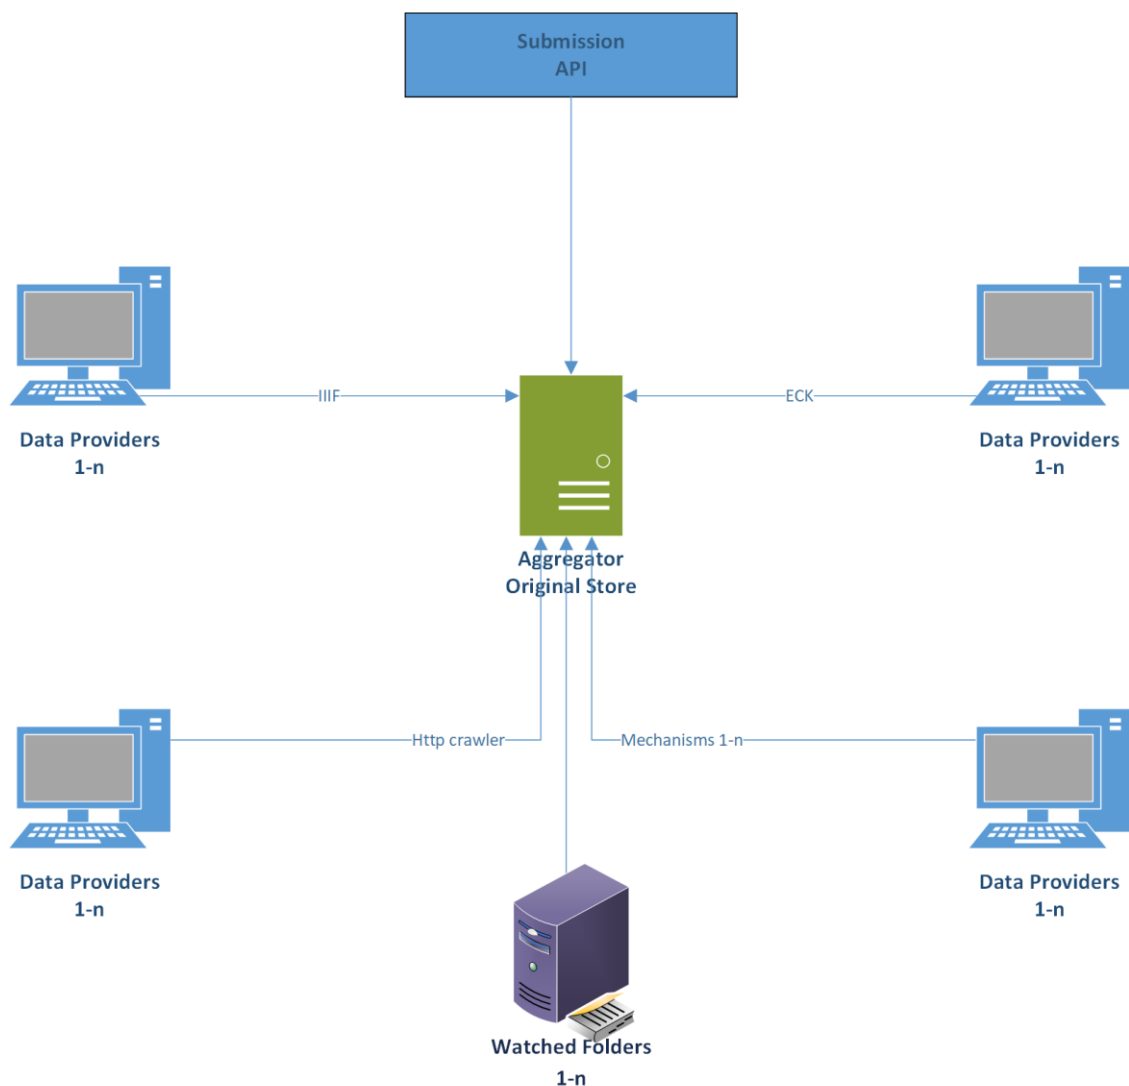 Submission
API
IIIF
ECK
Data Providers
1-n
Data Providers
1-n
Aggregator
Original Store
Http crawler
Mechanisms 1-n
Data Providers
1-n
Data Providers
1-n
Watched Folders
1-n